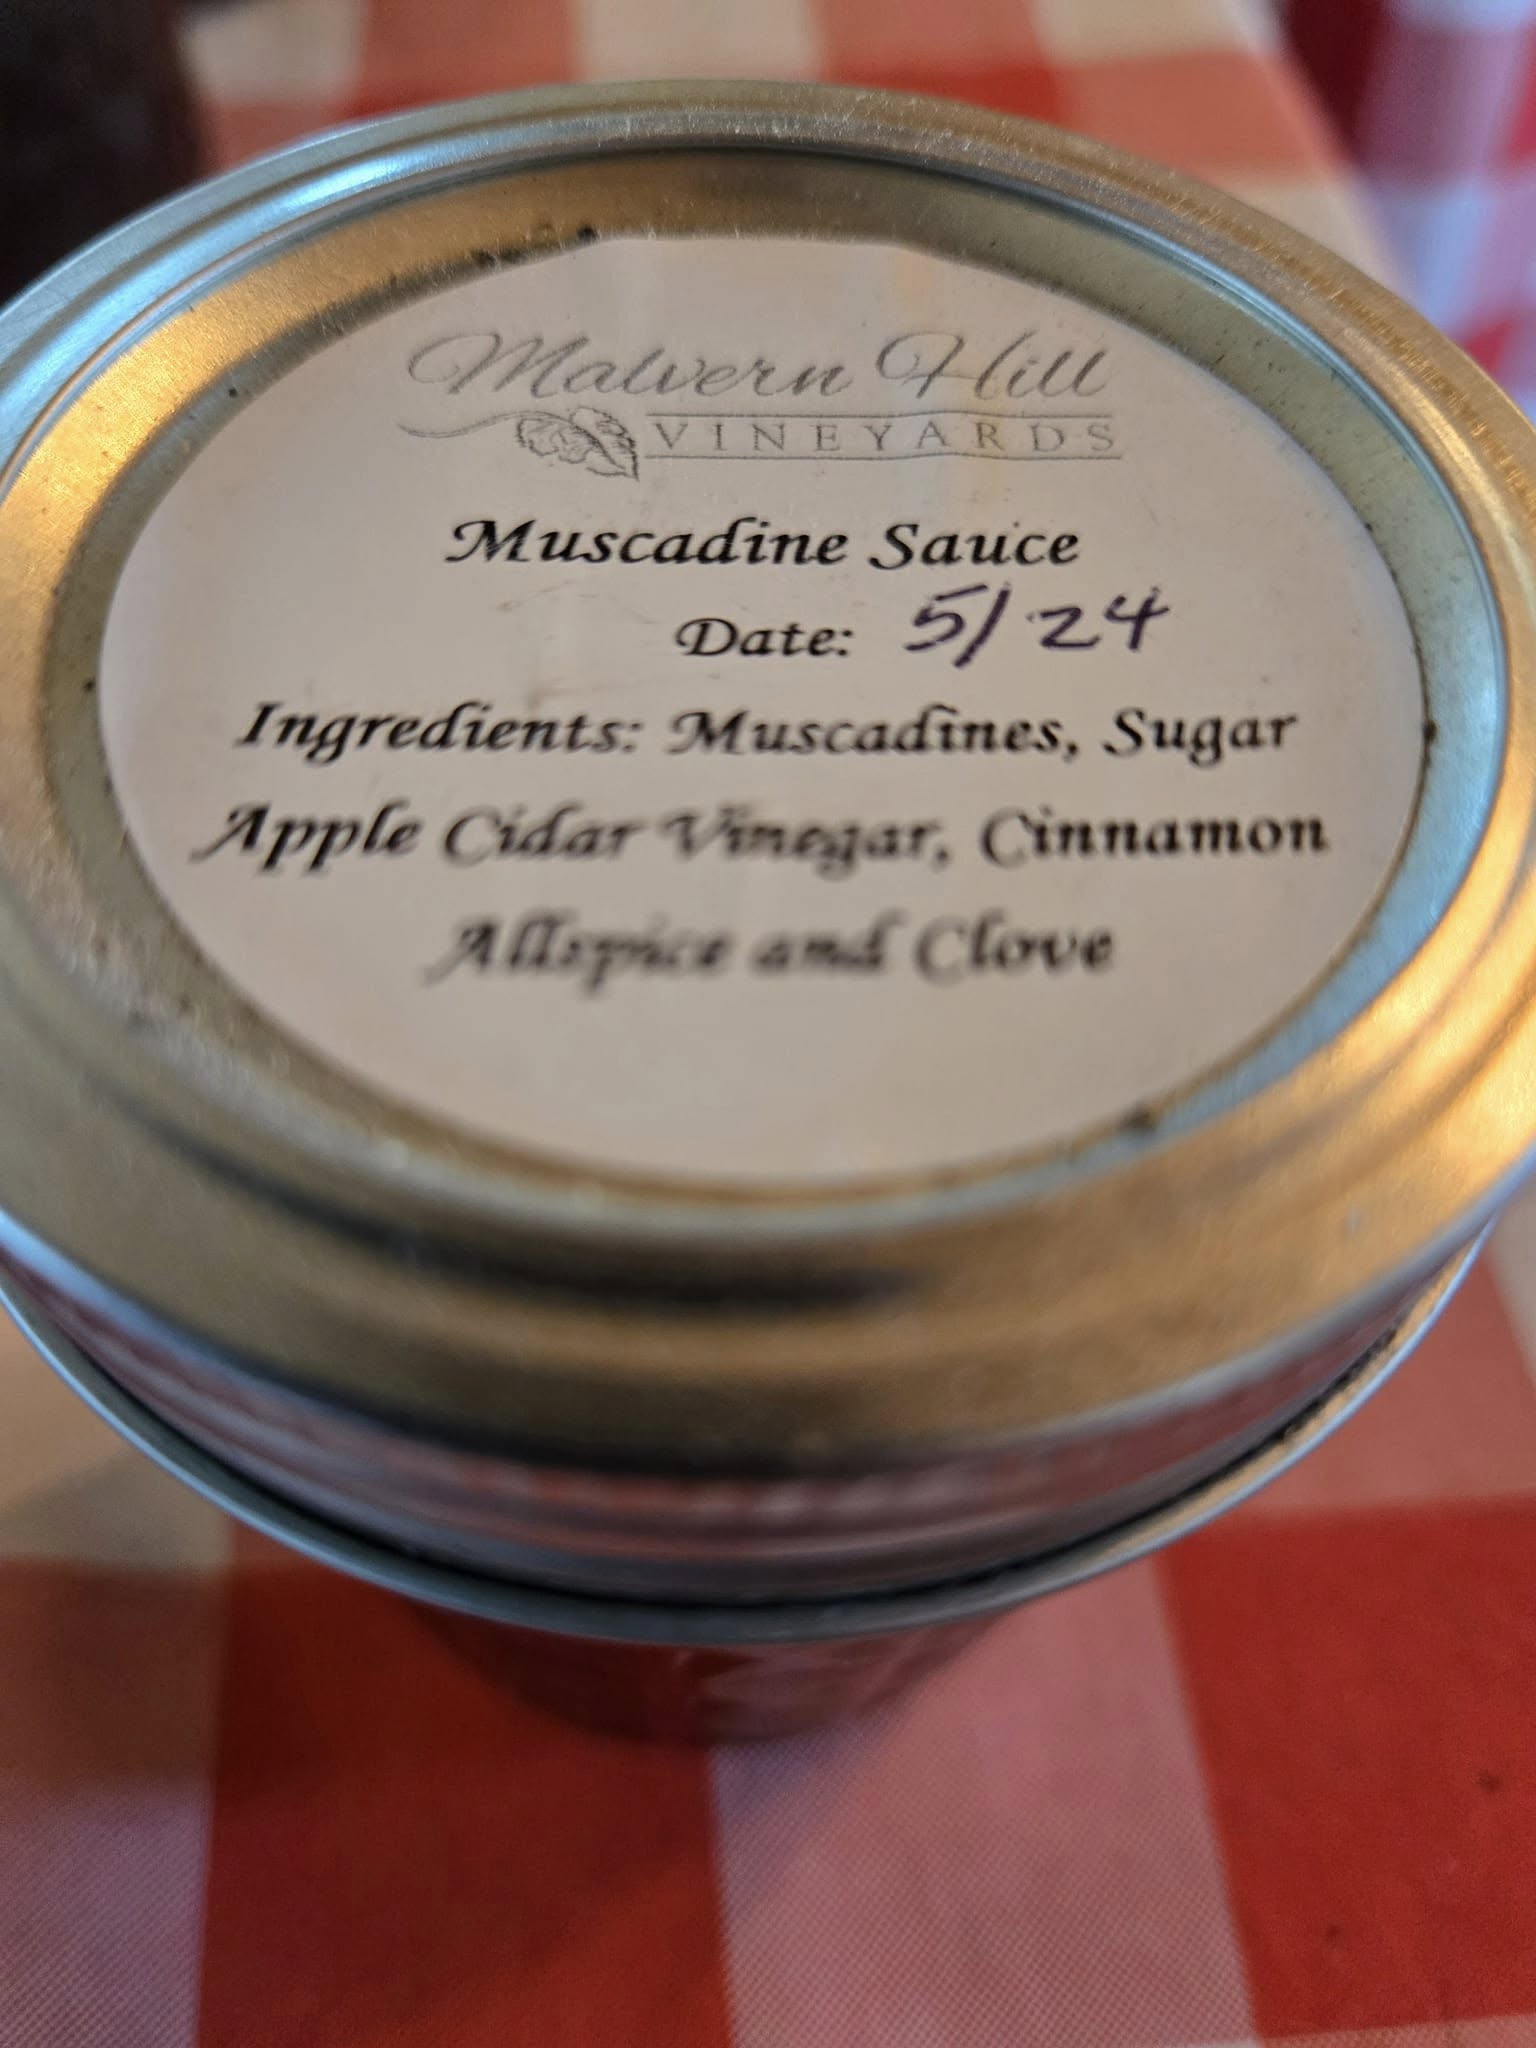 Malvern Hill
VINEYARDS
Muscadine Sauce
Date: 5/24
Ingredients: Muscadines, Sugar
Apple Cidar Vinegar, Cinnamon
Allspice and Clove